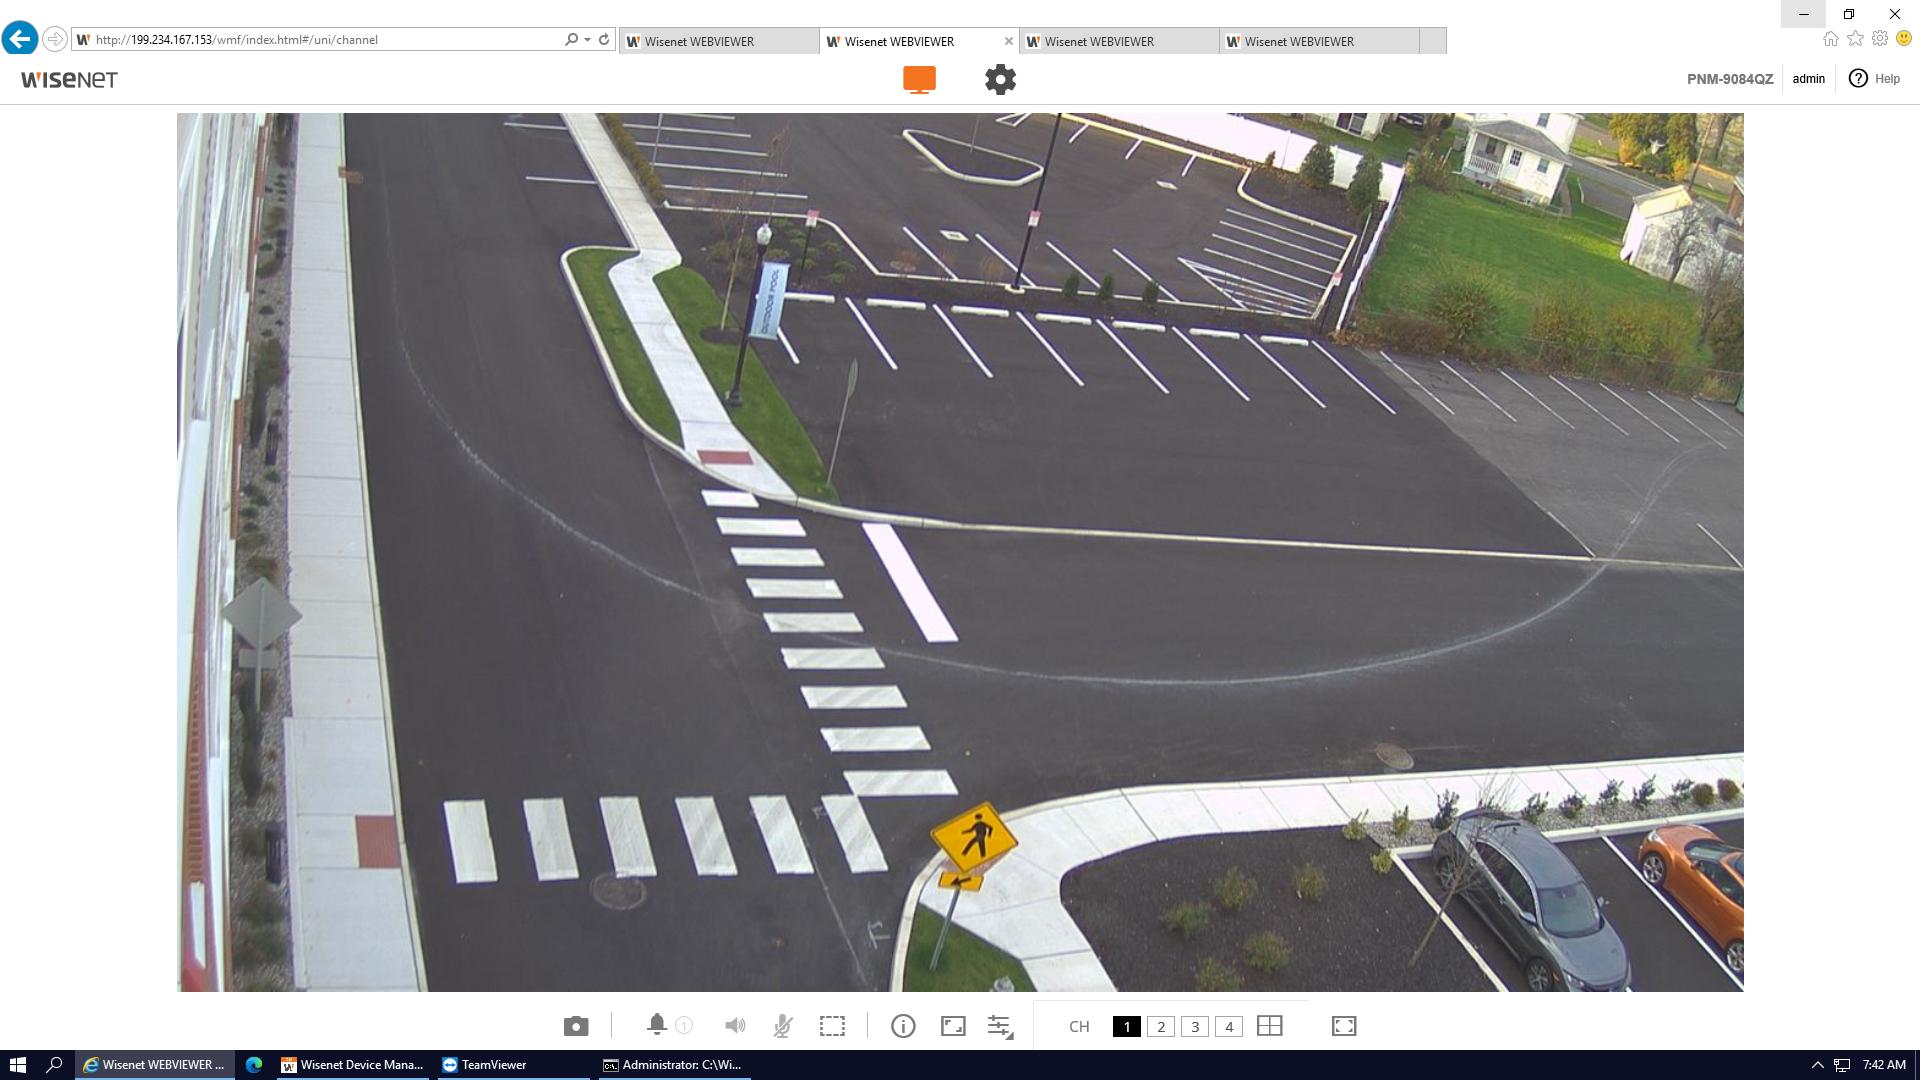 http://199.234.167.153/wmf/index.html#/uni/channel
Wisenet WEBVIEWER
Wisenet WEBVIEWER
Wisenet WEBVIEWER
Wisenet WEBVIEWER
WISENET
PNM-9084QZ
admin
? Help
OUTDOOR POOL
1
CH
1
2
3
4
Wisenet WEBVIEWER ...
Wisenet Device Mana...
TeamViewer
Administrator: C:\Wi...
7:42 AM